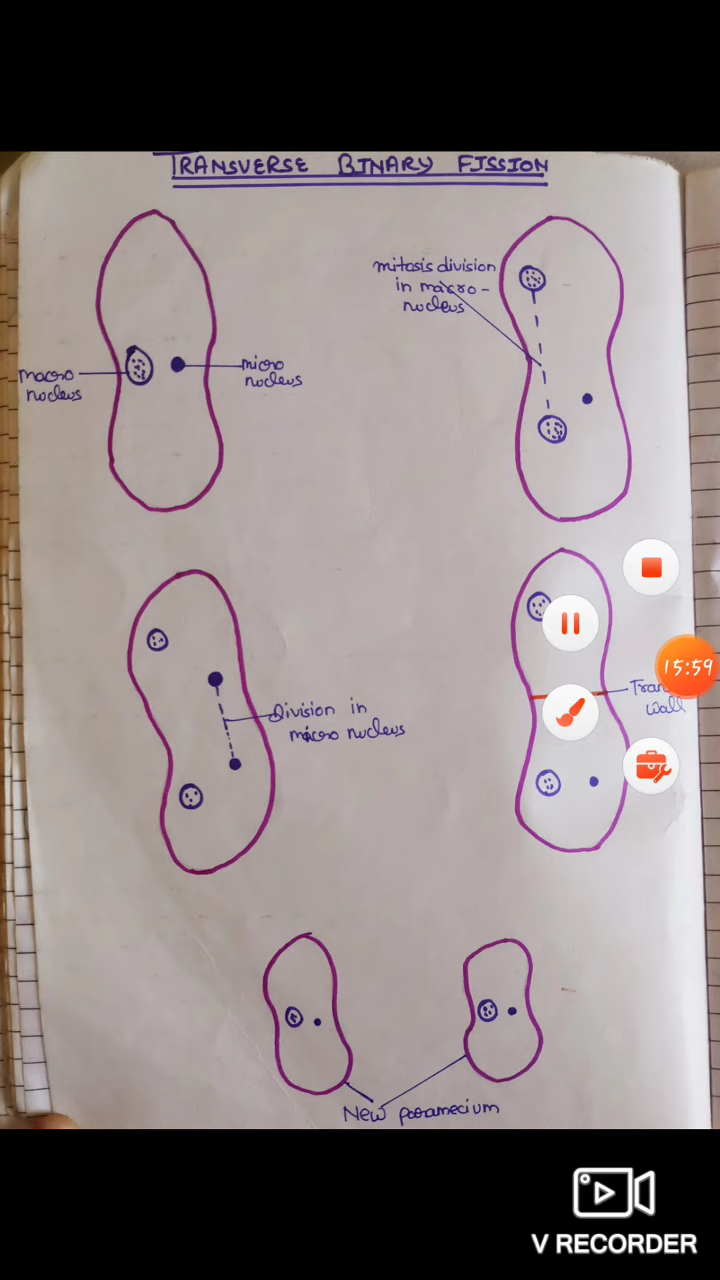 TRANSVERSE BINARY FISSION
mitosis division
in macro-
nucleus
macro
nucleus
micro
nucleus
15:59
wall
Division in
micro nucleus
New paramecium
V RECORDER